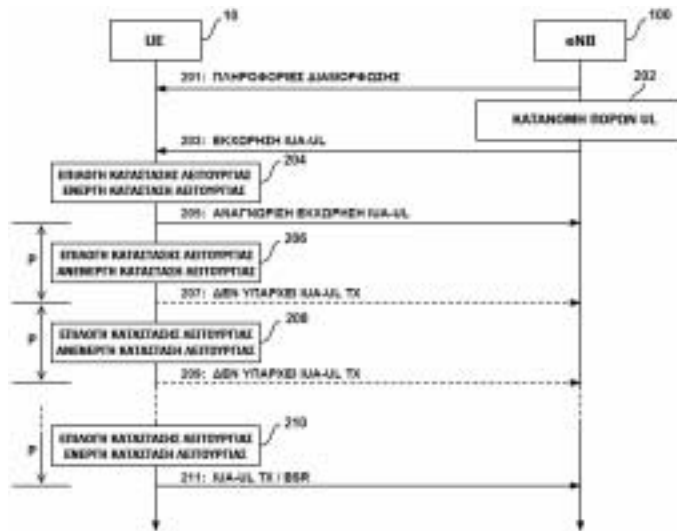 10
100
UE
eNB
201: ΠΛΗΡΟΦΟΡΙΕΣ ΔΙΑΜΟΡΦΩΣΗΣ
202
ΚΑΤΑΝΟΜΗ ΠΟΡΩΝ UL
203: ΕΚΧΩΡΗΣΗ IUA-UL
204
ΕΠΙΛΟΓΗ ΚΑΤΑΣΤΑΣΗΣ ΛΕΙΤΟΥΡΓΙΑΣ
ΕΝΕΡΓΗ ΚΑΤΑΣΤΑΣΗ ΛΕΙΤΟΥΡΓΙΑΣ
205: ΑΝΑΓΝΩΡΙΣΗ ΕΚΧΩΡΗΣΗ IUA-UL
P
206
ΕΠΙΛΟΓΗ ΚΑΤΑΣΤΑΣΗΣ ΛΕΙΤΟΥΡΓΙΑΣ
ΑΝΕΝΕΡΓΗ ΚΑΤΑΣΤΑΣΗ ΛΕΙΤΟΥΡΓΙΑΣ
207: ΔΕΝ ΥΠΑΡΧΕΙ IUA-UL TX
P
208
ΕΠΙΛΟΓΗ ΚΑΤΑΣΤΑΣΗΣ ΛΕΙΤΟΥΡΓΙΑΣ
ΑΝΕΝΕΡΓΗ ΚΑΤΑΣΤΑΣΗ ΛΕΙΤΟΥΡΓΙΑΣ
209: ΔΕΝ ΥΠΑΡΧΕΙ IUA-UL TX
P
210
ΕΠΙΛΟΓΗ ΚΑΤΑΣΤΑΣΗΣ ΛΕΙΤΟΥΡΓΙΑΣ
ΕΝΕΡΓΗ ΚΑΤΑΣΤΑΣΗ ΛΕΙΤΟΥΡΓΙΑΣ
211: IUA-UL TX / BSR